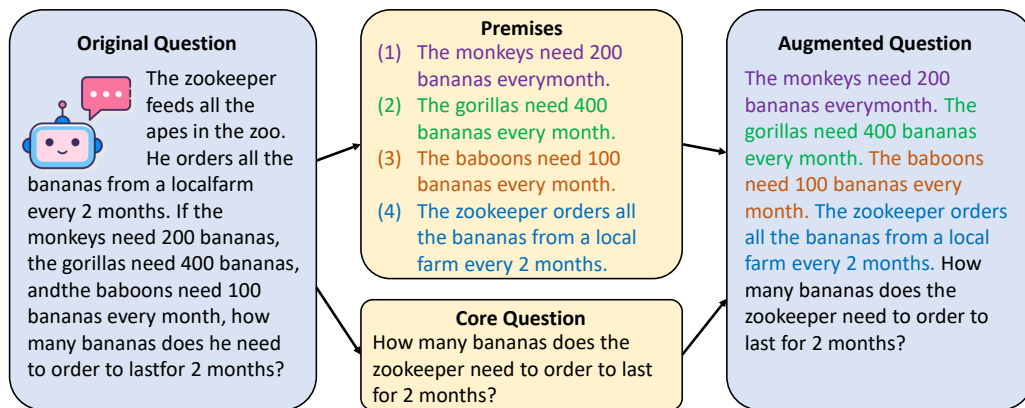 Original Question
The zookeeper
feeds all the
apes in the zoo.
He orders all the
bananas from a localfarm
every 2 months. If the
monkeys need 200 bananas,
the gorillas need 400 bananas,
andthe baboons need 100
bananas every month, how
many bananas does he need
to order to lastfor 2 months?
Premises
(1) The monkeys need 200
bananas everymonth.
(2) The gorillas need 400
bananas every month.
(3) The baboons need 100
bananas every month.
(4) The zookeeper orders all
the bananas from a local
farm every 2 months.
Core Question
How many bananas does the
zookeeper need to order to last
for 2 months?
Augmented Question
The monkeys need 200
bananas everymonth. The
gorillas need 400 bananas
every month. The baboons
need 100 bananas every
month. The zookeeper orders
all the bananas from a local
farm every 2 months. How
many bananas does the
zookeeper need to order to
last for 2 months?